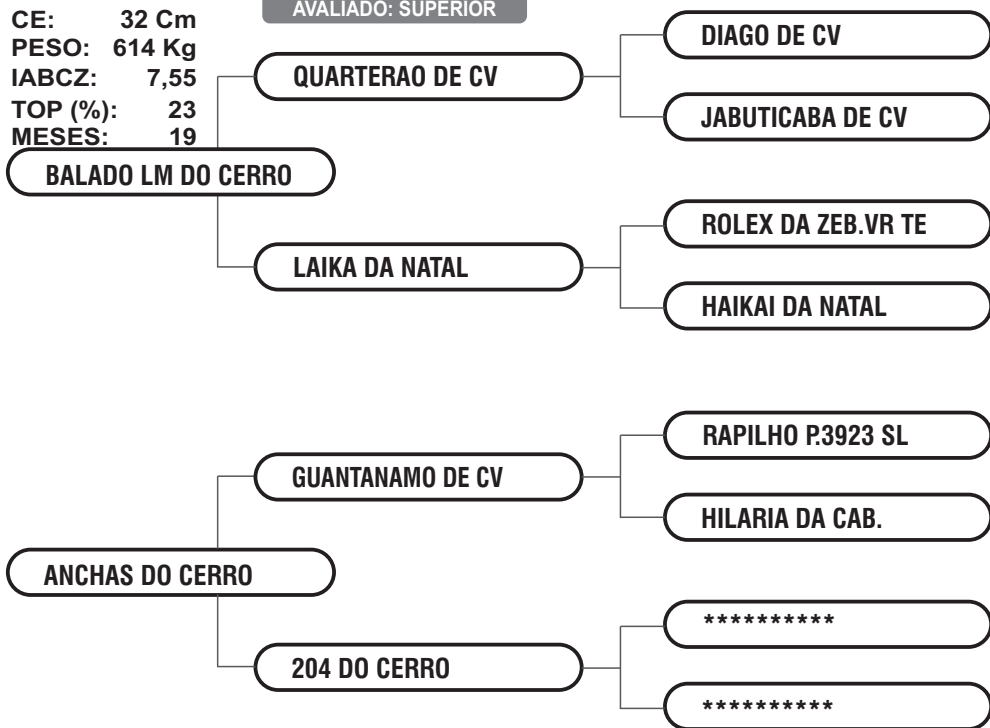 CE: 32 Cm
PESO: 614 Kg
IABCZ: 7,55
TOP (%): 23
MESES: 19
AVALIADO: SUPERIOR
BALADO LM DO CERRO
QUARTERAO DE CV
DIAGO DE CV
JABUTICABA DE CV
LAIKA DA NATAL
ROLEX DA ZEB.VR TE
HAIKAI DA NATAL
ANCHAS DO CERRO
GUANTANAMO DE CV
RAPILHO P.3923 SL
HILARIA DA CAB.
204 DO CERRO
**********
**********